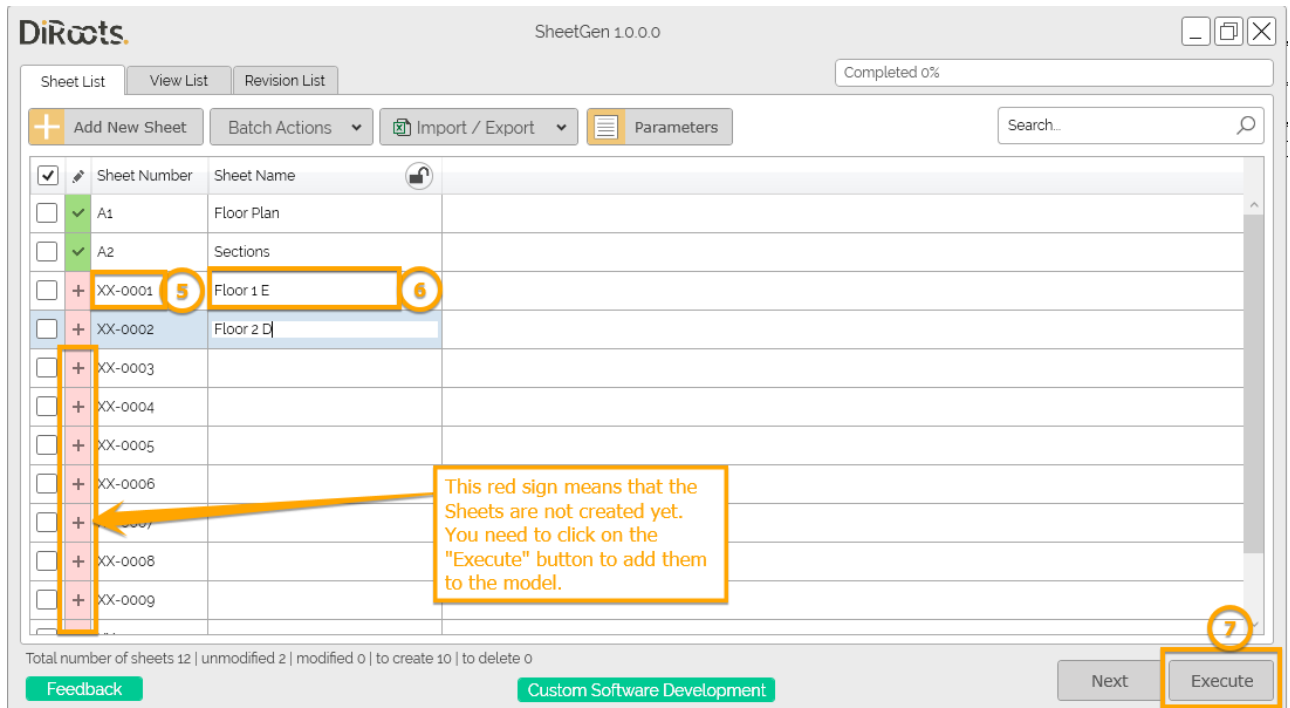 DiRoots.
SheetGen 1.0.0.0
Sheet List
View List
Revision List
Completed 0%
Add New Sheet
Batch Actions
Import / Export
Parameters
Search...
Sheet Number
Sheet Name
A1
Floor Plan
A2
Sections
XX-0001
5
Floor 1 E
6
XX-0002
Floor 2 D
XX-0003
XX-0004
XX-0005
XX-0006
This red sign means that the
Sheets are not created yet.
You need to click on the
"Execute" button to add them
to the model.
XX-0008
XX-0009
7
Total number of sheets 12 | unmodified 2 | modified 0 | to create 10 | to delete 0
Feedback
Custom Software Development
Next
Execute